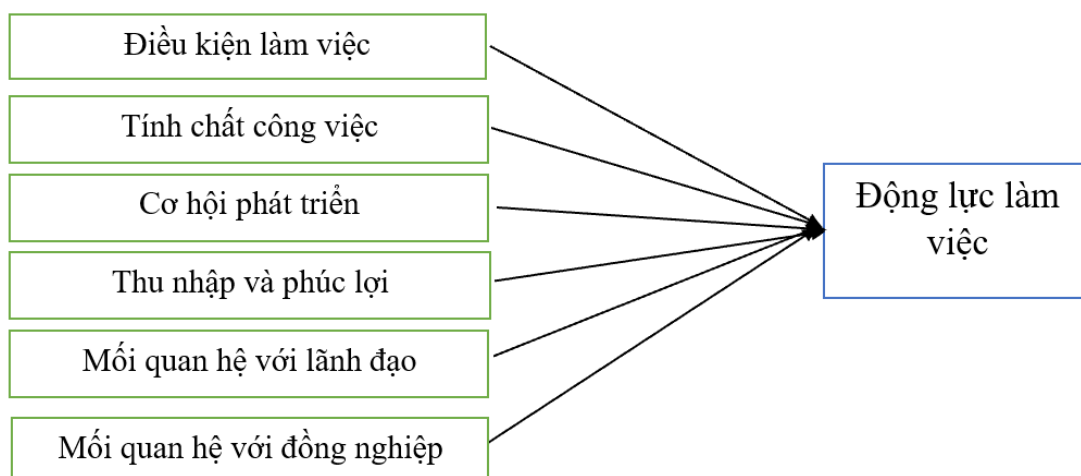 Điều kiện làm việc
Tính chất công việc
Cơ hội phát triển
Thu nhập và phúc lợi
Mối quan hệ với lãnh đạo
Mối quan hệ với đồng nghiệp
Động lực làm
việc